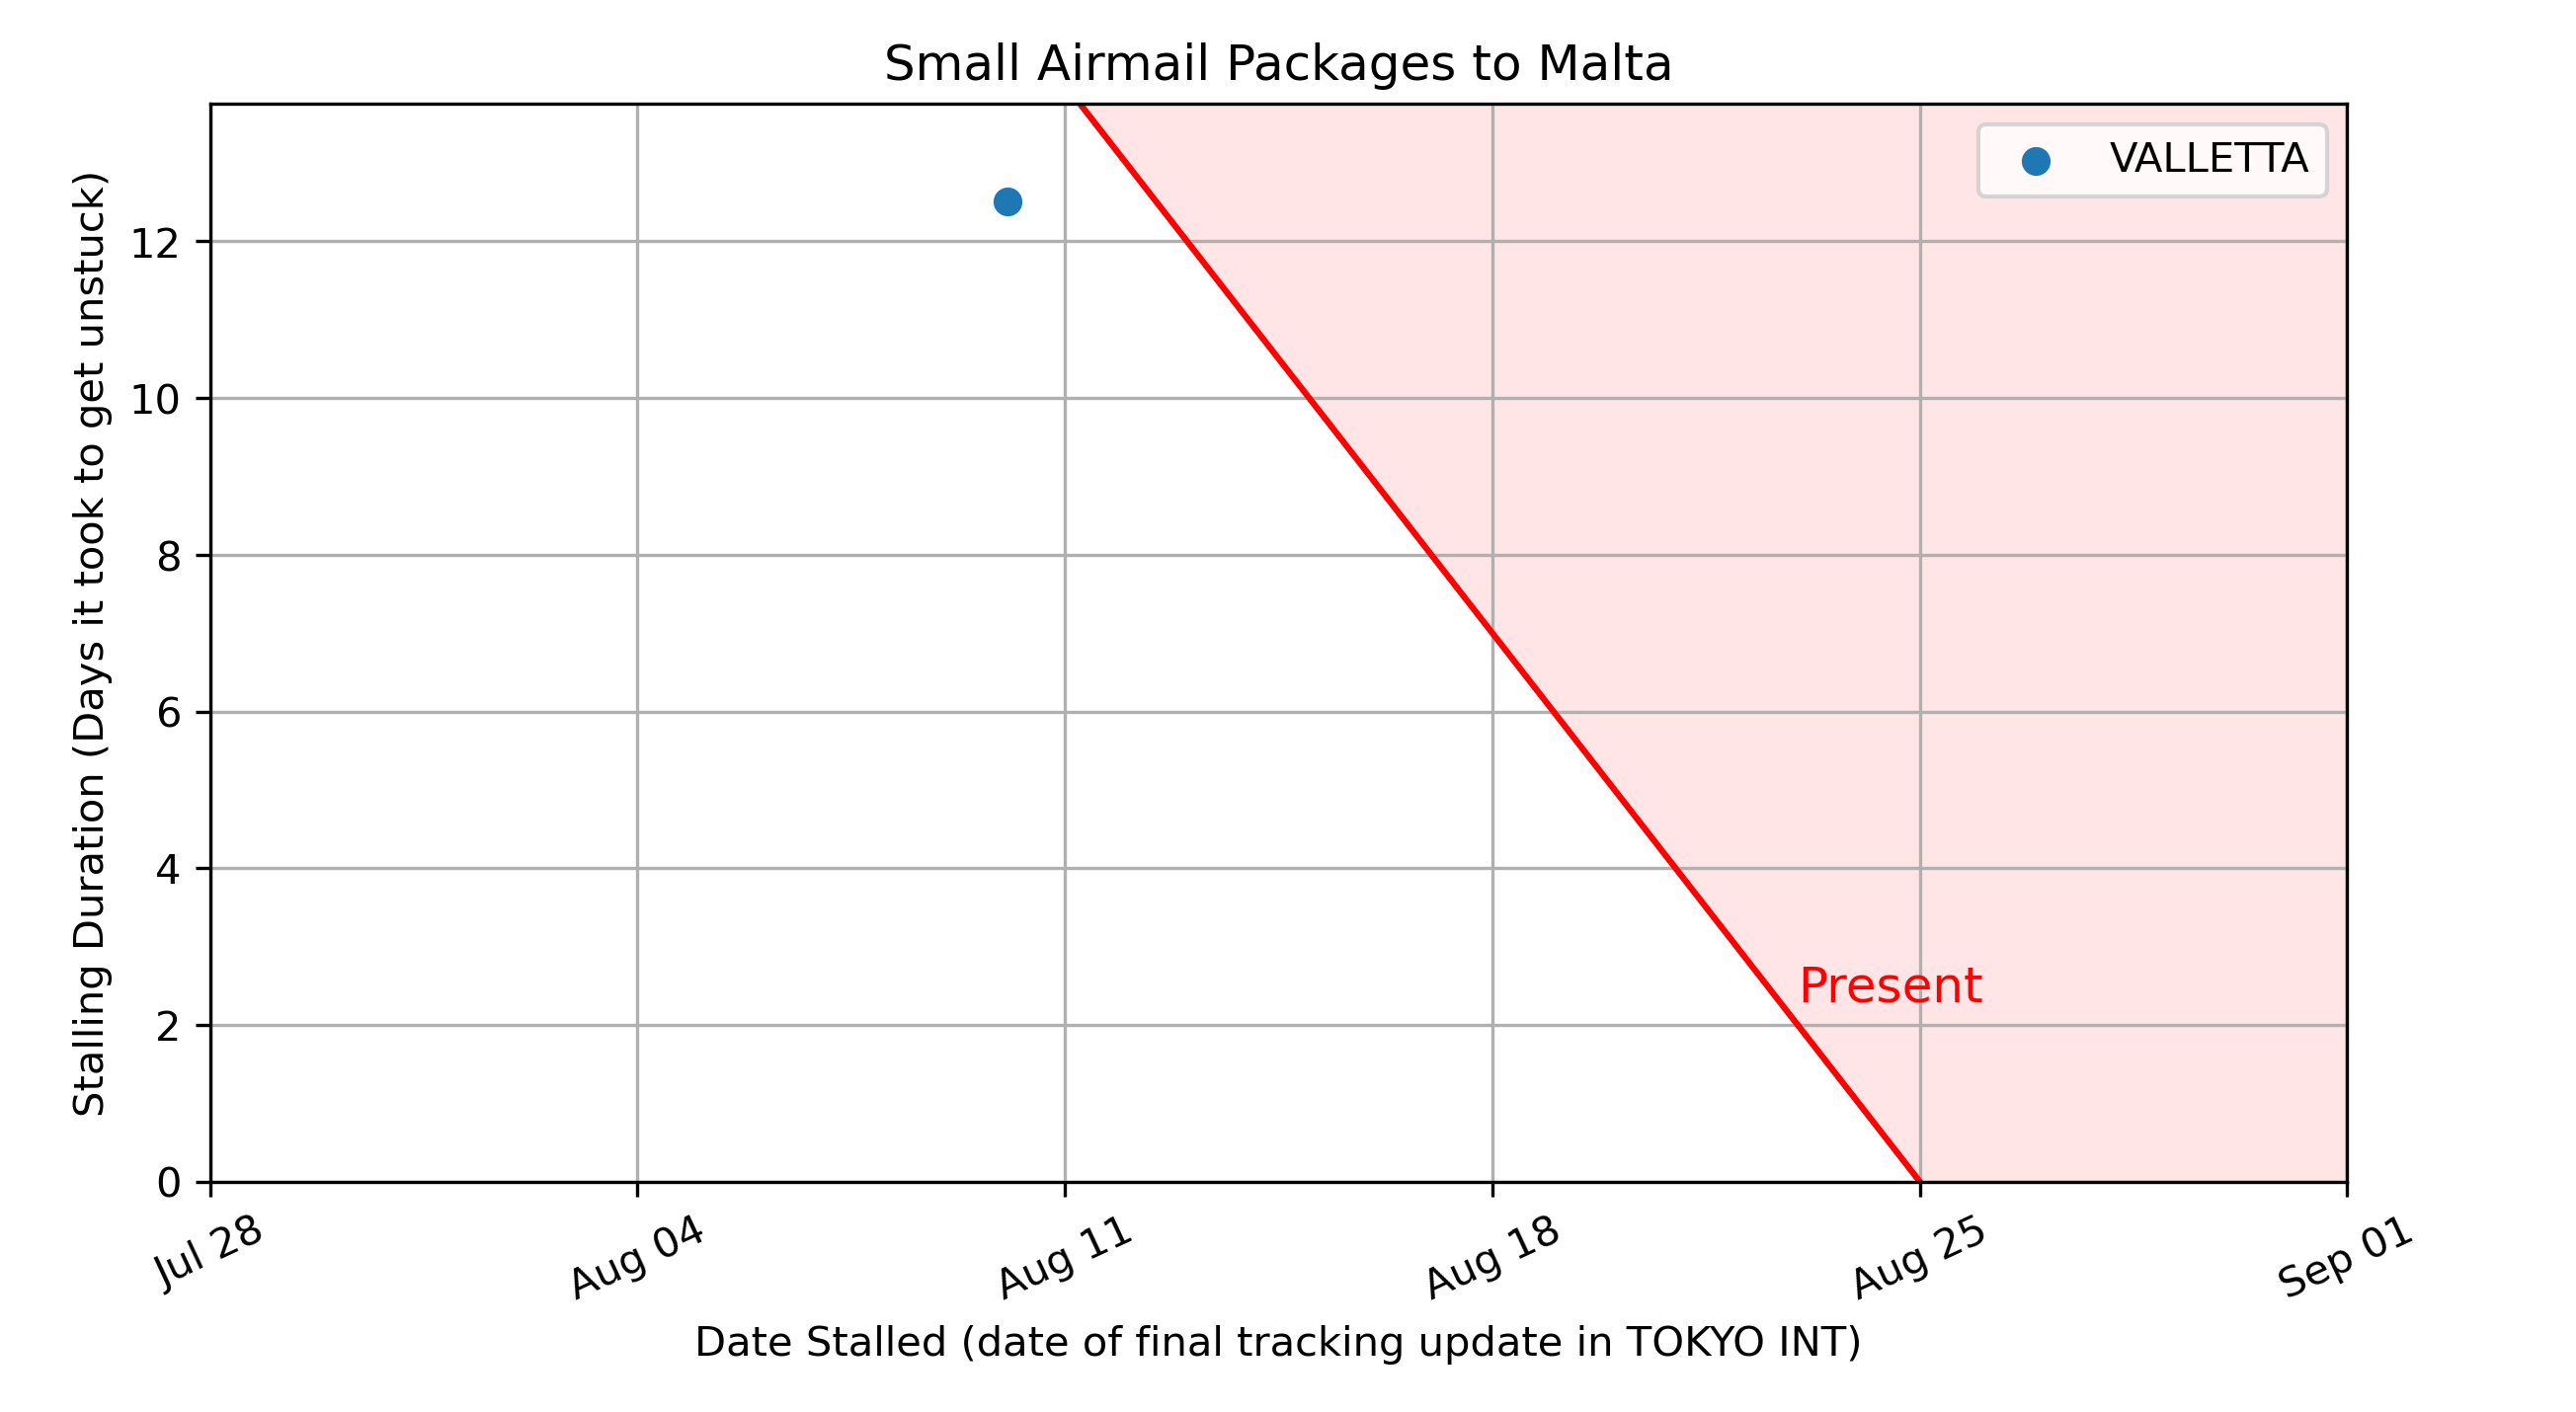 Small Airmail Packages to Malta
VALLETTA
Stalling Duration (Days it took to get unstuck)
12
10
8
6
4
2
0
Present
Jul 28
Aug 04
Aug 11
Aug 18
Aug 25
Sep 01
Date Stalled (date of final tracking update in TOKYO INT)